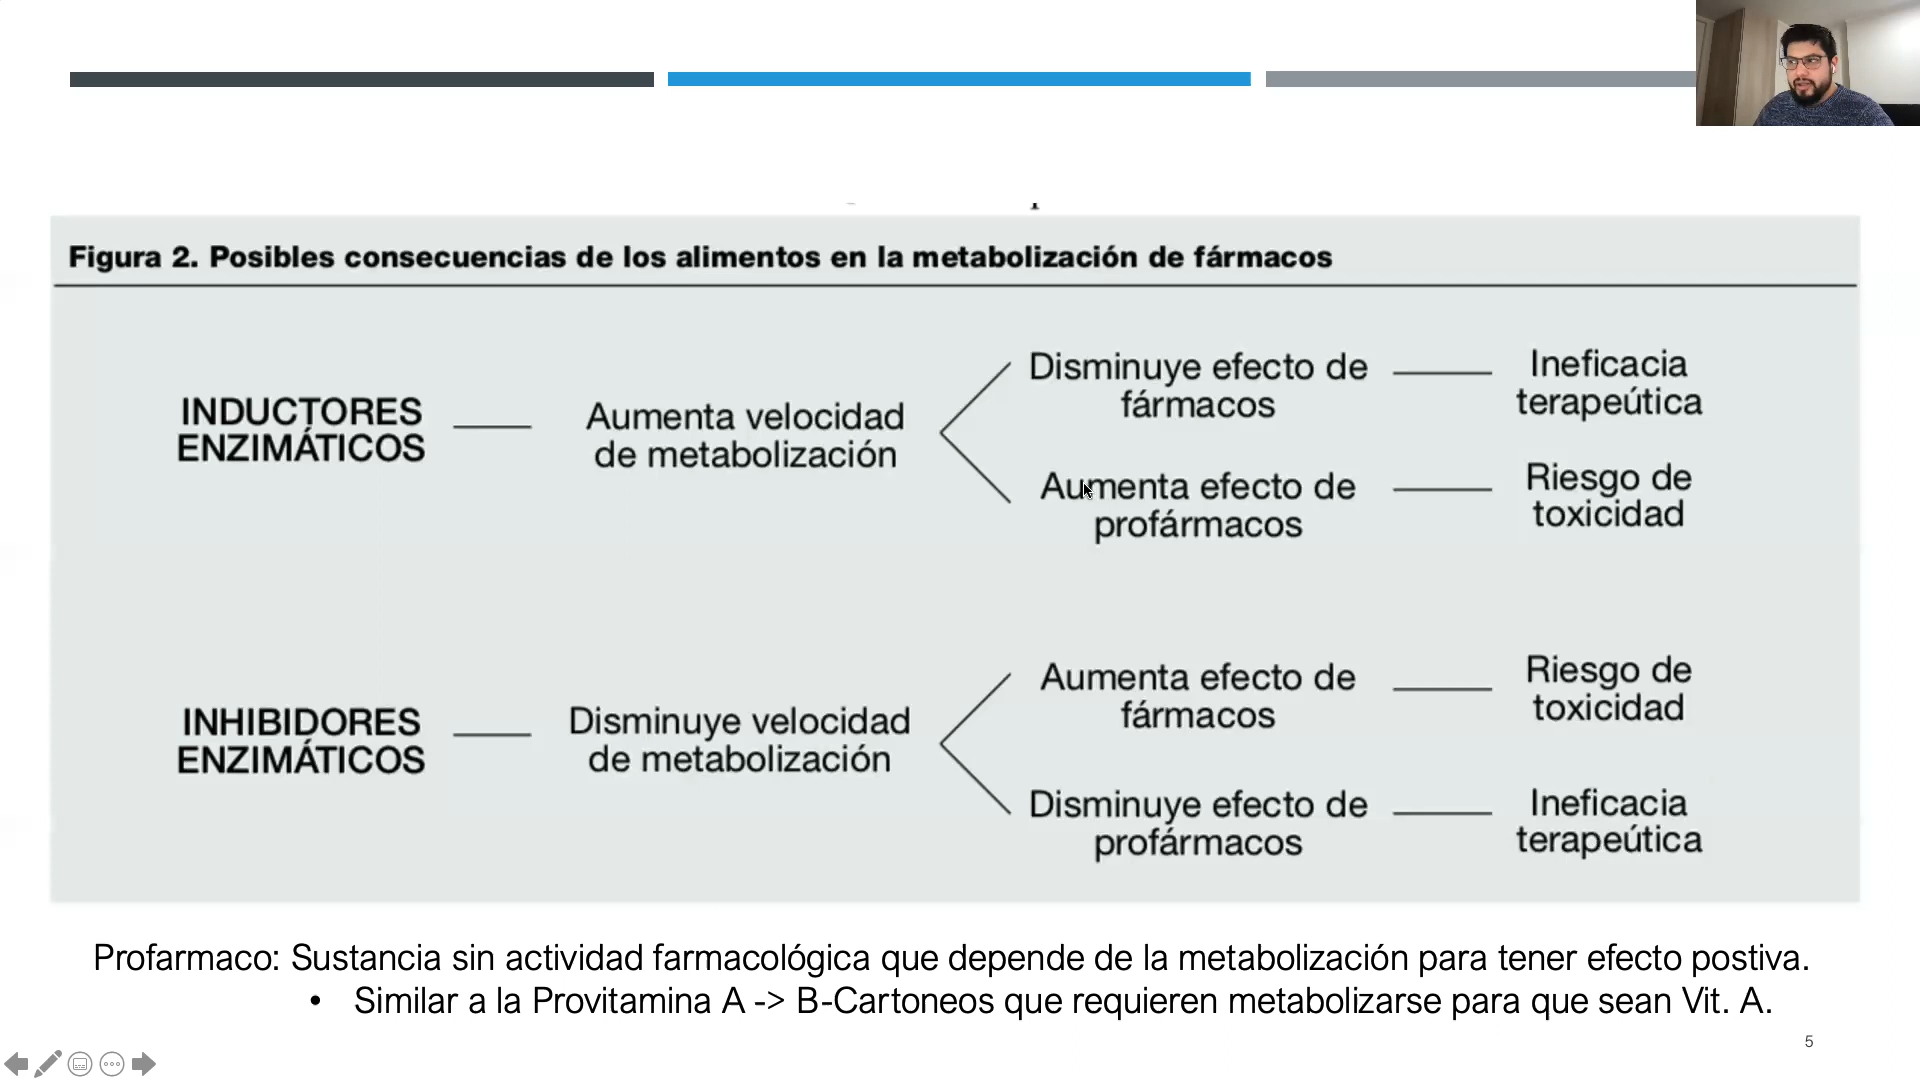 Figura 2. Posibles consecuencias de los alimentos en la metabolización de fármacos
INDUCTORES
ENZIMÁTICOS
Aumenta velocidad
de metabolización
Disminuye efecto de
fármacos
Ineficacia
terapeútica
Aumenta efecto de
profármacos
Riesgo de
toxicidad
INHIBIDORES
ENZIMÁTICOS
Disminuye velocidad
de metabolización
Aumenta efecto de
fármacos
Riesgo de
toxicidad
Disminuye efecto de
profármacos
Ineficacia
terapeútica
Profarmaco: Sustancia sin actividad farmacológica que depende de la metabolización para tener efecto postiva.
• Similar a la Provitamina A -> B-Cartoneos que requieren metabolizarse para que sean Vit. A.
5